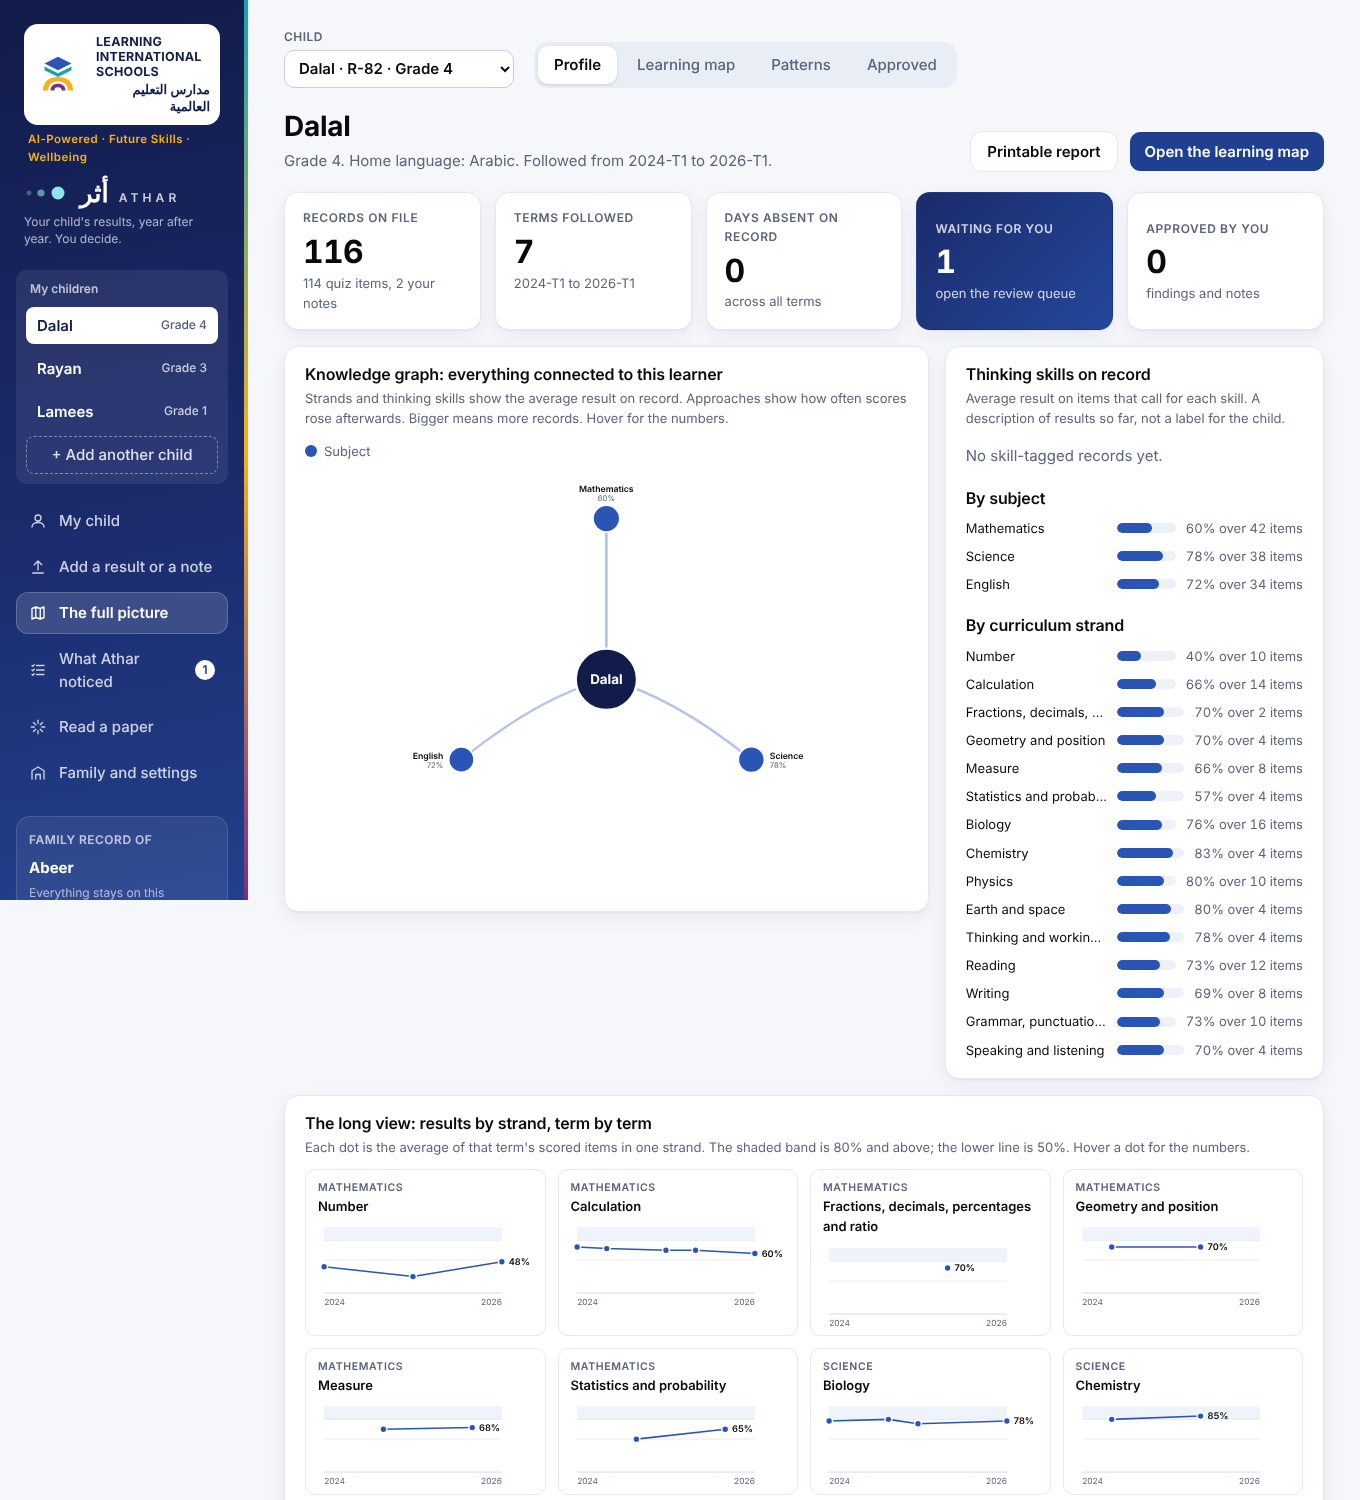 LEARNING
INTERNATIONAL
SCHOOLS
مدارس التعليم
العالمية
AI-Powered · Future Skills ·
Wellbeing
أثر ATHAR
Your child's results, year after
year. You decide.
My children
Dalal Grade 4
Rayan Grade 3
Lamees Grade 1
+ Add another child
My child
Add a result or a note
The full picture
What Athar
noticed 1
Read a paper
Family and settings
FAMILY RECORD OF
Abeer
Everything stays on this
CHILD
Dalal · R-82 · Grade 4
Profile Learning map Patterns Approved
Dalal
Grade 4. Home language: Arabic. Followed from 2024-T1 to 2026-T1.
Printable report Open the learning map
RECORDS ON FILE
116
114 quiz items, 2 your
notes
TERMS FOLLOWED
7
2024-T1 to 2026-T1
DAYS ABSENT ON
RECORD
0
across all terms
WAITING FOR YOU
1
open the review queue
APPROVED BY YOU
0
findings and notes
Knowledge graph: everything connected to this learner
Strands and thinking skills show the average result on record. Approaches show how often scores
rose afterwards. Bigger means more records. Hover for the numbers.
Subject
Mathematics
60%
Dalal
English
72%
Science
78%
Thinking skills on record
Average result on items that call for each skill. A
description of results so far, not a label for the child.
No skill-tagged records yet.
By subject
Mathematics 60% over 42 items
Science 78% over 38 items
English 72% over 34 items
By curriculum strand
Number 40% over 10 items
Calculation 66% over 14 items
Fractions, decimals, ... 70% over 2 items
Geometry and position 70% over 4 items
Measure 66% over 8 items
Statistics and probab... 57% over 4 items
Biology 76% over 16 items
Chemistry 83% over 4 items
Physics 80% over 10 items
Earth and space 80% over 4 items
Thinking and workin... 78% over 4 items
Reading 73% over 12 items
Writing 69% over 8 items
Grammar, punctuatio... 73% over 10 items
Speaking and listening 70% over 4 items
The long view: results by strand, term by term
Each dot is the average of that term's scored items in one strand. The shaded band is 80% and above; the lower line is 50%. Hover a dot for the numbers.
MATHEMATICS
Number
48%
2024 2026
MATHEMATICS
Calculation
60%
2024 2026
MATHEMATICS
Fractions, decimals, percentages
and ratio
70%
2024 2026
MATHEMATICS
Geometry and position
70%
2024 2026
MATHEMATICS
Measure
68%
2024 2026
MATHEMATICS
Statistics and probability
65%
2024 2026
SCIENCE
Biology
78%
2024 2026
SCIENCE
Chemistry
85%
2024 2026